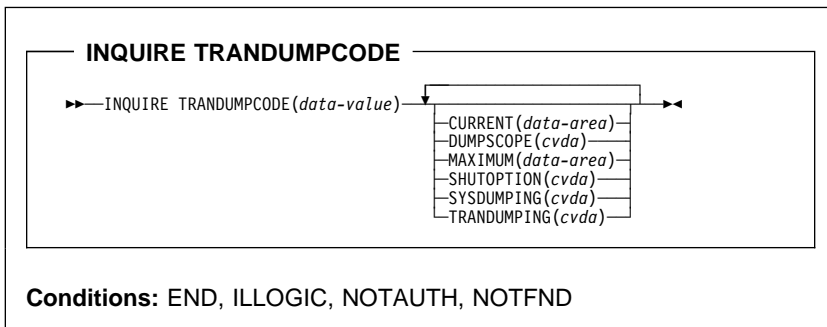 INQUIRE TRANDUMPCODE
INQUIRE TRANDUMPCODE(data-value)
CURRENT(data-area)
DUMPSCOPE(cvda)
MAXIMUM(data-area)
SHUTOPTION(cvda)
SYSDUMPING(cvda)
TRANDUMPING(cvda)
Conditions: END, ILLOGIC, NOTAUTH, NOTFND